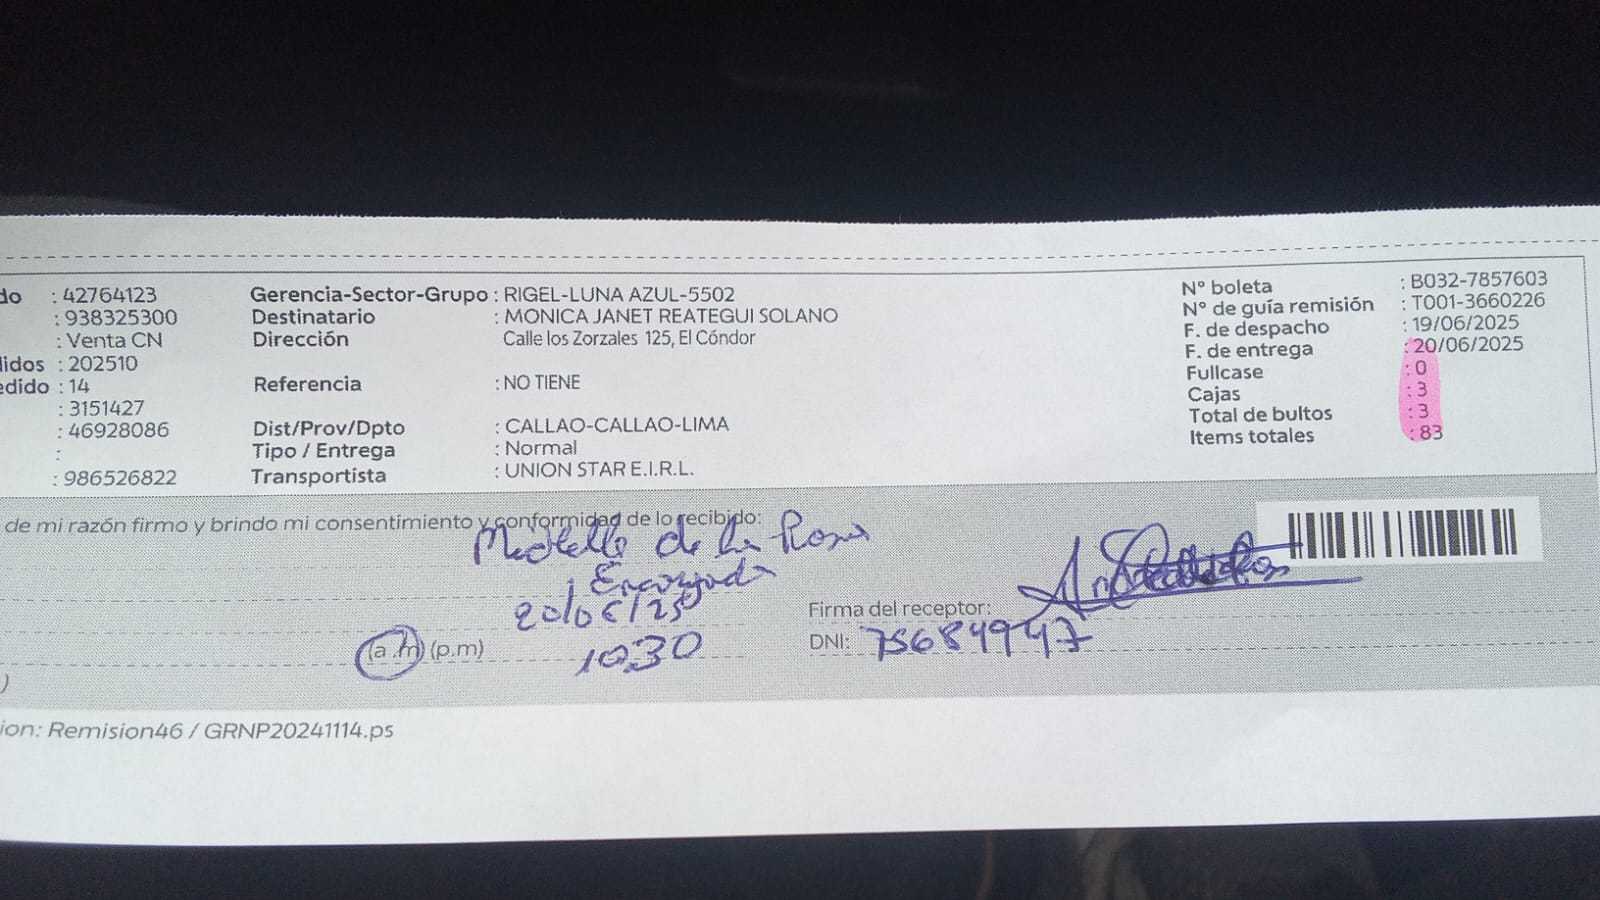 do : 42764123 Gerencia-Sector-Grupo : RIGEL-LUNA AZUL-5502 N° boleta : B032-7857603
: 938325300 Destinatario : MONICA JANET REATEGUI SOLANO N° de guía remisión : T001-3660226
: Venta CN Dirección Calle los Zorzales 125, El Cóndor F. de despacho : 19/06/2025
didos : 202510 F. de entrega : 20/06/2025
edido : 14 Referencia : NO TIENE Fullcase : 0
: 3151427 Cajas : 3
: 46928086 Dist/Prov/Dpto : CALLAO-CALLAO-LIMA Total de bultos : 3
: Tipo / Entrega : Normal Items totales : 83
: 986526822 Transportista : UNION STAR E.I.R.L.
de mi razón firmo y brindo mi consentimiento y conformidad de lo recibido:
de la Rosa
Encargada
20/06/25 Firma del receptor:
(a.m) (p.m) 10:30 DNI: 75684947
)
ion: Remision46 / GRNP20241114.ps